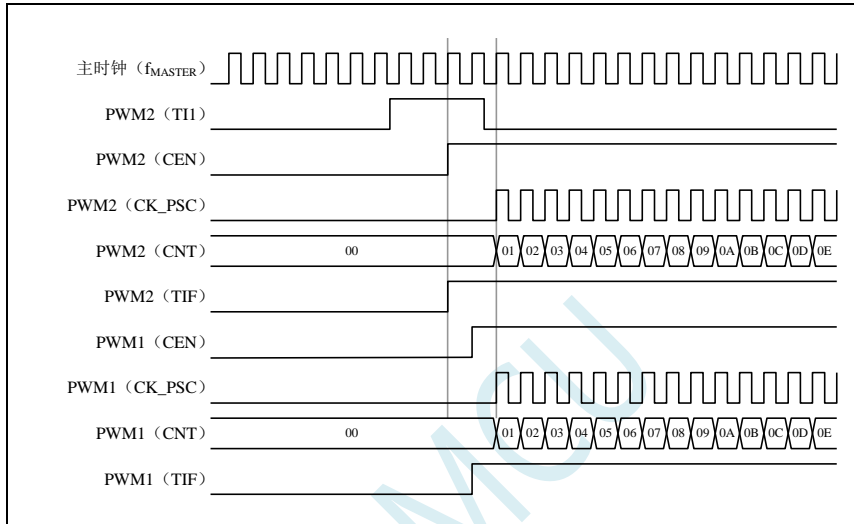 主时钟（fMASTER）
PWM2（TI1）
PWM2（CEN）
PWM2（CK_PSC）
PWM2（CNT） 00 01 02 03 04 05 06 07 08 09 0A 0B 0C 0D 0E
PWM2（TIF）
PWM1（CEN）
PWM1（CK_PSC）
PWM1（CNT） 00 01 02 03 04 05 06 07 08 09 0A 0B 0C 0D 0E
PWM1（TIF）
MCU